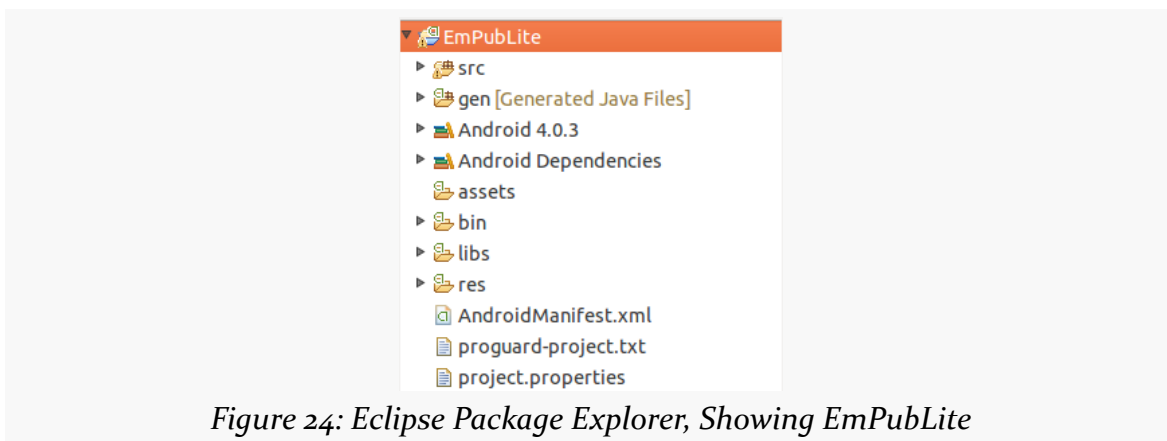 EmPubLite
src
gen [Generated Java Files]
Android 4.0.3
Android Dependencies
assets
bin
libs
res
AndroidManifest.xml
proguard-project.txt
project.properties
Figure 24: Eclipse Package Explorer, Showing EmPubLite